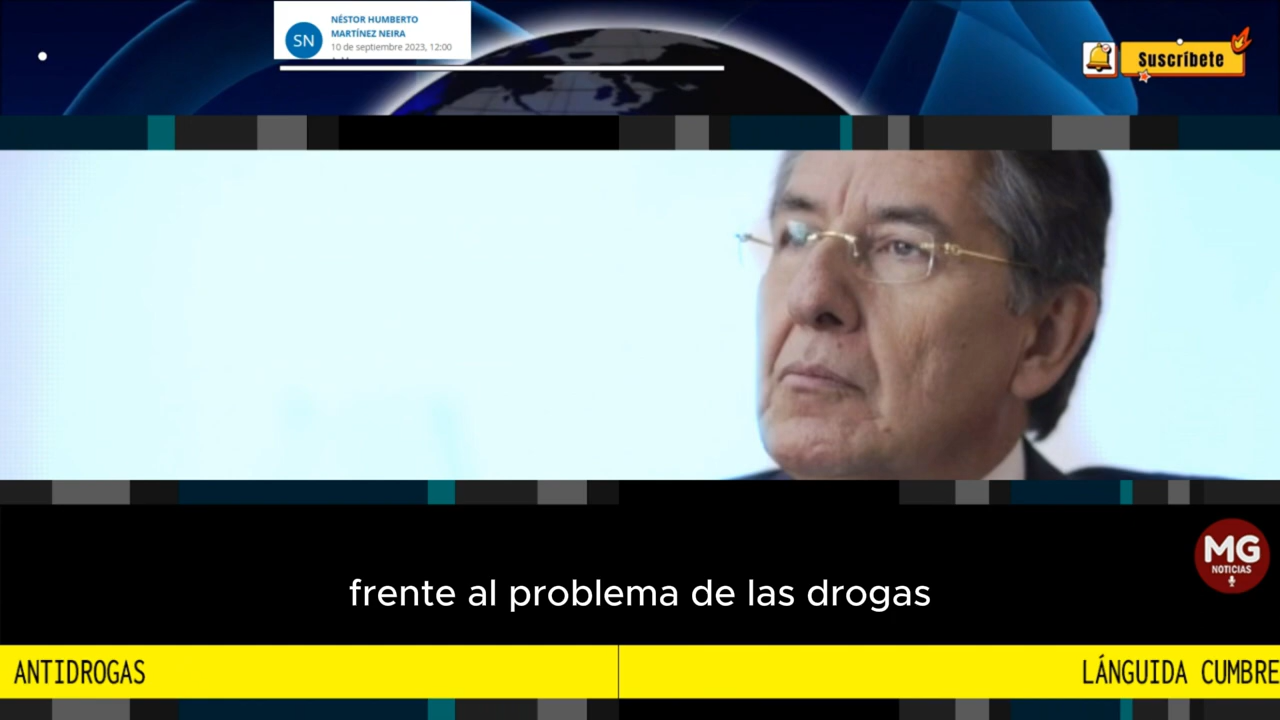 NÉSTOR HUMBERTO
MARTÍNEZ NEIRA
SN
10 de septiembre 2023, 12:00
Suscríbete
MG
NOTICIAS
frente al problema de las drogas
ANTIDROGAS
LÁNGUIDA CUMBRE